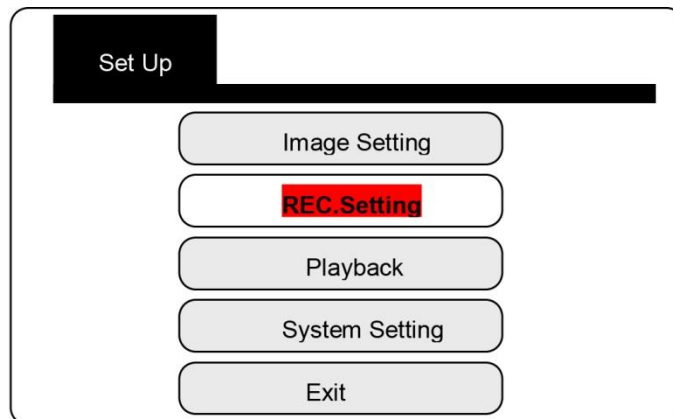 Set Up
Image Setting
REC.Setting
Playback
System Setting
Exit